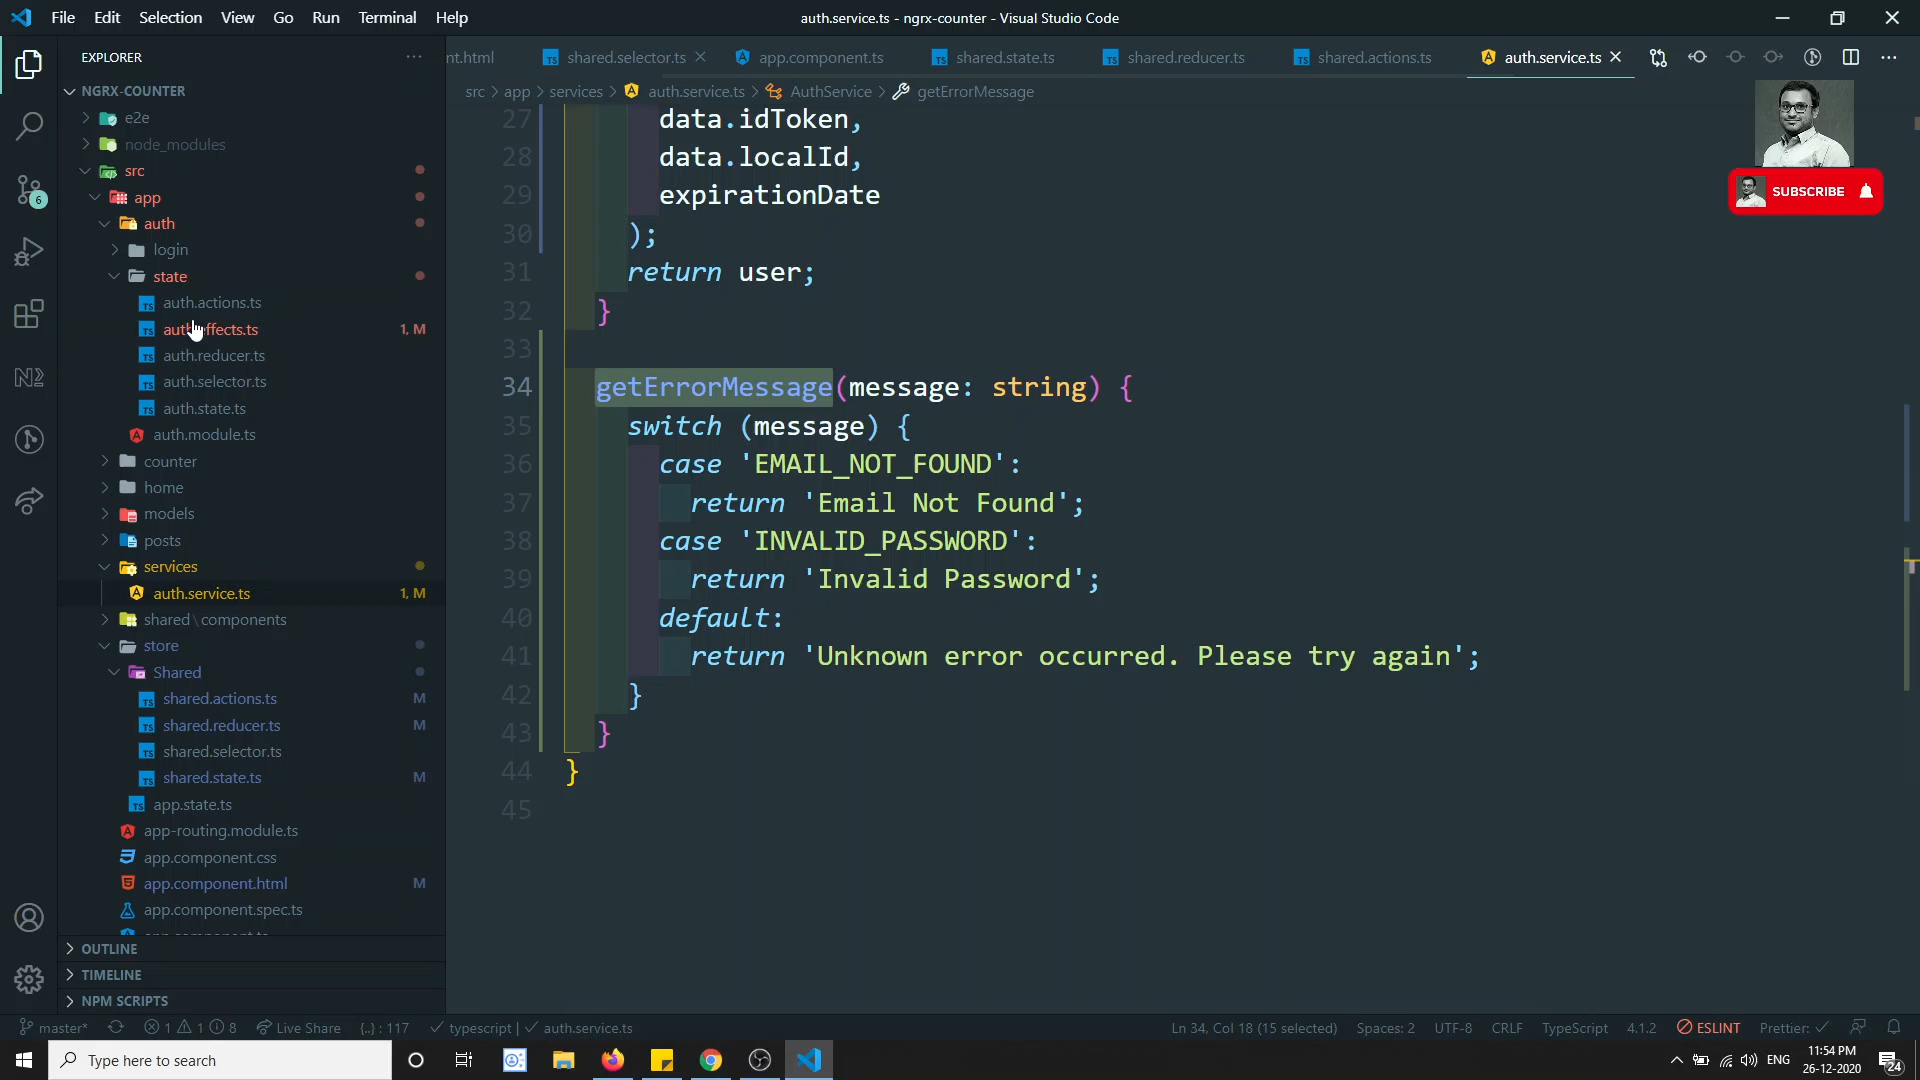 File Edit Selection View Go Run Terminal Help
auth.service.ts - ngrx-counter - Visual Studio Code
EXPLORER
nt.html
shared.selector.ts
app.component.ts
shared.state.ts
shared.reducer.ts
shared.actions.ts
auth.service.ts
src > app > services > auth.service.ts > AuthService > getErrorMessage
NGRX-COUNTER
e2e
node_modules
src
app
auth
login
state
auth.actions.ts
auth.effects.ts 1, M
auth.reducer.ts
auth.selector.ts
auth.state.ts
auth.module.ts
counter
home
models
posts
services
auth.service.ts 1, M
shared\components
store
Shared
shared.actions.ts M
shared.reducer.ts M
shared.selector.ts
shared.state.ts M
app.state.ts
app-routing.module.ts
app.component.css
app.component.html M
app.component.spec.ts
OUTLINE
TIMELINE
NPM SCRIPTS
6
27 data.idToken,
28 data.localId,
29 expirationDate
30 );
31 return user;
32 }
33
34 getErrorMessage(message: string) {
35 switch (message) {
36 case 'EMAIL_NOT_FOUND':
37 return 'Email Not Found';
38 case 'INVALID_PASSWORD':
39 return 'Invalid Password';
40 default:
41 return 'Unknown error occurred. Please try again';
42 }
43 }
44 }
45
SUBSCRIBE
master* 1 1 8 Live Share {..} : 117 typescript | auth.service.ts
Ln 34, Col 18 (15 selected) Spaces: 2 UTF-8 CRLF TypeScript 4.1.2 ESLINT Prettier:
Type here to search
ENG
11:54 PM
26-12-2020
24